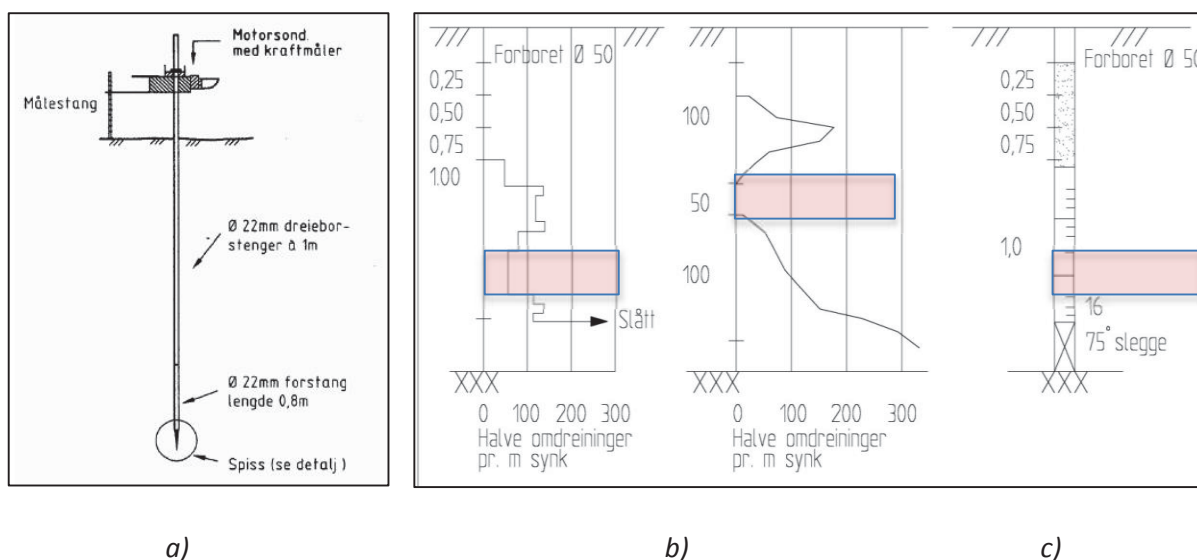 Motorsond.
med kraftmåler
Målestang
Ø 22mm dreiebor-
stenger à 1m
Ø 22mm forstang
lengde 0,8m
Spiss (se detalj)
Forboret Ø 50
0,25
0,50
0,75
1.00
Slått
0 100 200 300
Halve omdreininger
pr. m synk
100
50
100
0 100 200 300
Halve omdreininger
pr. m synk
Forboret Ø 50
0,25
0,50
0,75
1,0
16
75° slegge
a) b) c)